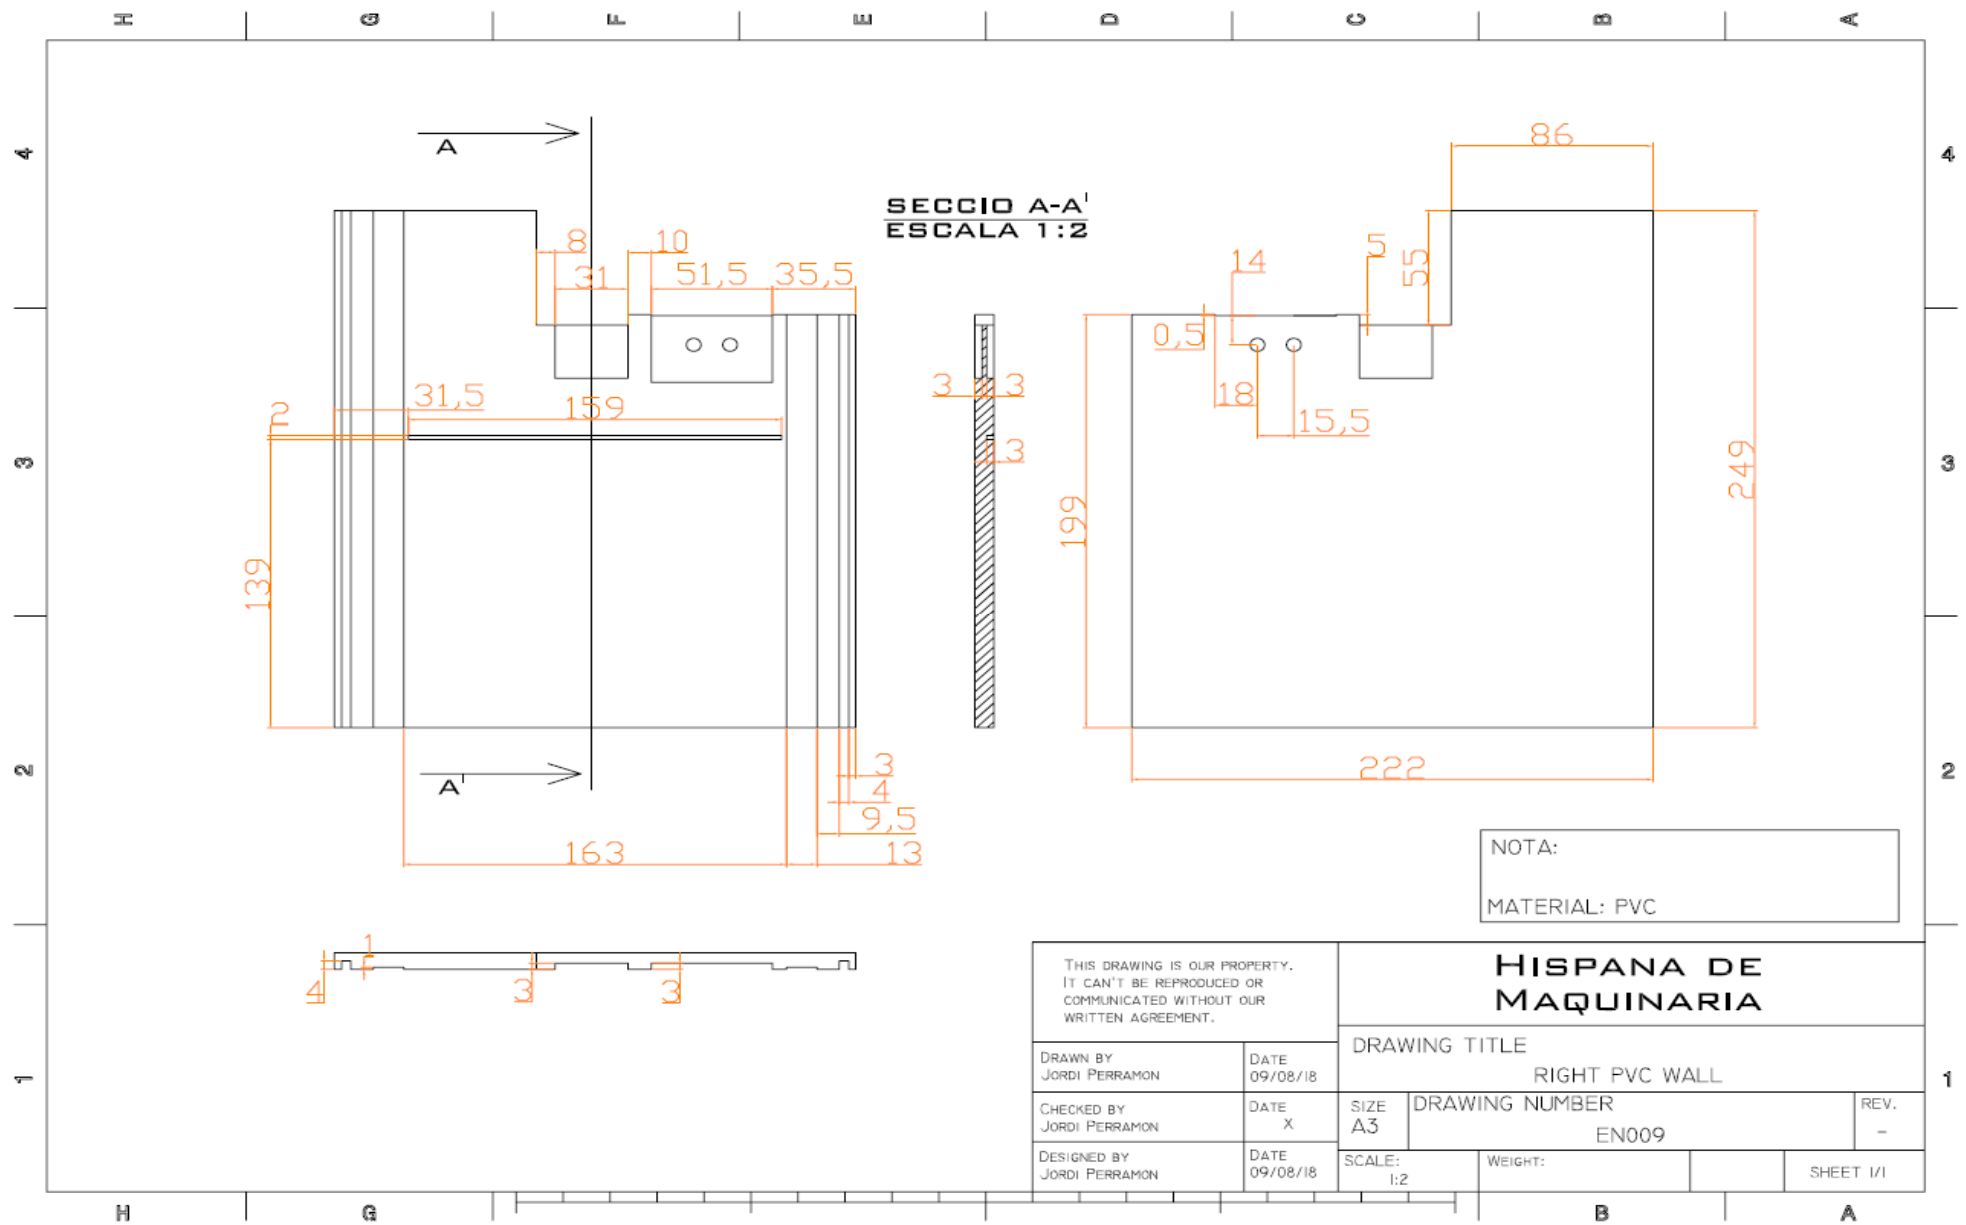 H G F E D C B A
4 4
A
SECCIO A-A'
ESCALA 1:2
86
8
10
31
51,5
35,5
14
5
55
0,5
18
15,5
3
3
3
2
31,5
159
3 3
139
199
249
2 2
A'
3
4
9,5
13
163
222
NOTA:
MATERIAL: PVC
1
4
3
3
THIS DRAWING IS OUR PROPERTY.
IT CAN'T BE REPRODUCED OR
COMMUNICATED WITHOUT OUR
WRITTEN AGREEMENT.
HISPANA DE
MAQUINARIA
DRAWING TITLE
RIGHT PVC WALL
DRAWN BY
JORDI PERRAMON
DATE
09/08/18
CHECKED BY
JORDI PERRAMON
DATE
X
SIZE
A3
DRAWING NUMBER
EN009
REV.
-
DESIGNED BY
JORDI PERRAMON
DATE
09/08/18
SCALE:
1:2
WEIGHT:
SHEET 1/1
1 1
H G B A